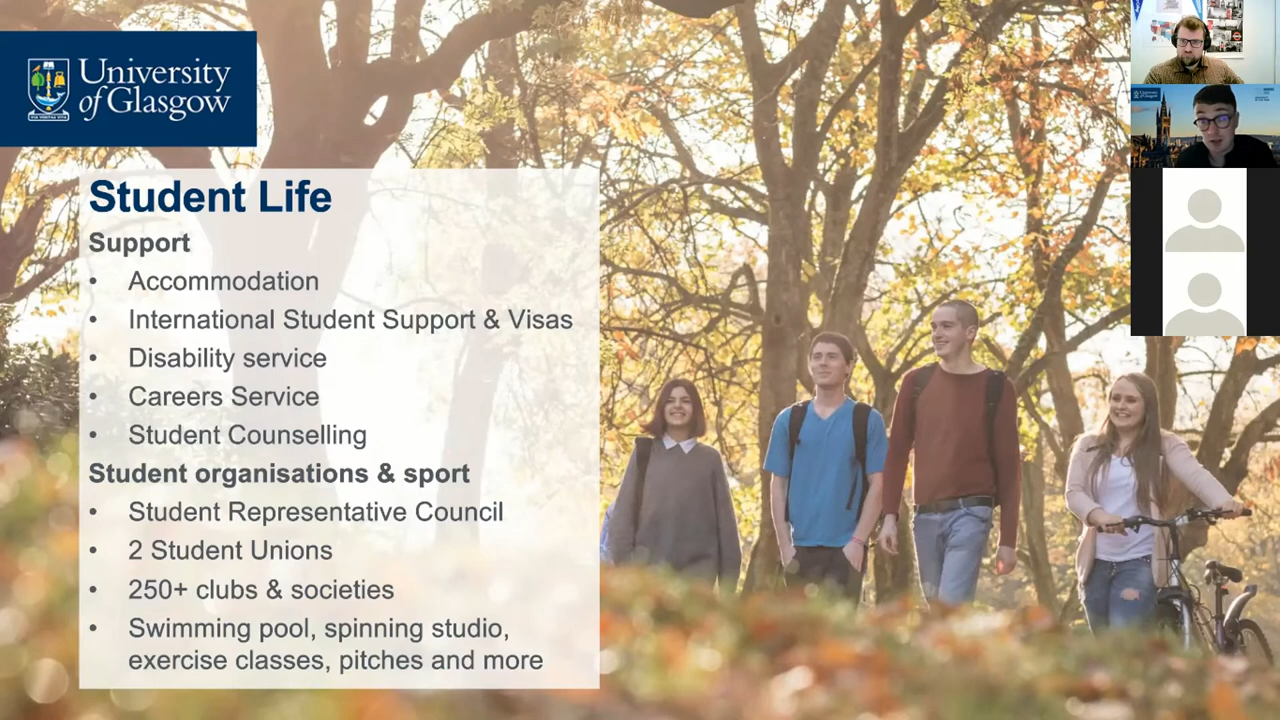 University
of Glasgow
Student Life
Support
• Accommodation
• International Student Support & Visas
• Disability service
• Careers Service
• Student Counselling
Student organisations & sport
• Student Representative Council
• 2 Student Unions
• 250+ clubs & societies
• Swimming pool, spinning studio,
exercise classes, pitches and more